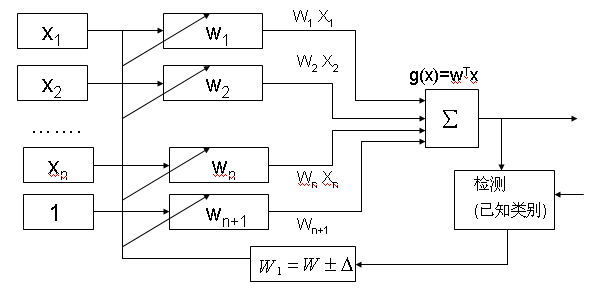 x₁
w₁
W₁ X₁
x₂
w₂
W₂ X₂
g(x)=wᵀx
Σ
…….
xₙ
wₙ
Wₙ Xₙ
1
wₙ₊₁
Wₙ₊₁
检测
(已知类别)
W₁ = W ± Δ